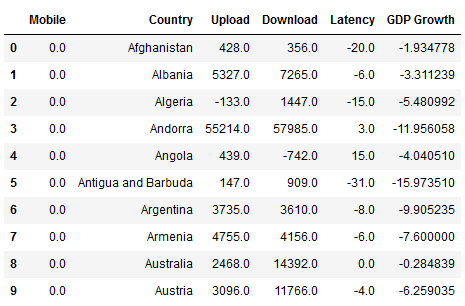 Mobile Country Upload Download Latency GDP Growth
0 0.0 Afghanistan 428.0 356.0 -20.0 -1.934778
1 0.0 Albania 5327.0 7265.0 -6.0 -3.311239
2 0.0 Algeria -133.0 1447.0 -15.0 -5.480992
3 0.0 Andorra 55214.0 57985.0 3.0 -11.956058
4 0.0 Angola 439.0 -742.0 15.0 -4.040510
5 0.0 Antigua and Barbuda 147.0 909.0 -31.0 -15.973510
6 0.0 Argentina 3735.0 3610.0 -8.0 -9.905235
7 0.0 Armenia 4755.0 4156.0 -6.0 -7.600000
8 0.0 Australia 2468.0 14392.0 0.0 -0.284839
9 0.0 Austria 3096.0 11766.0 -4.0 -6.259035